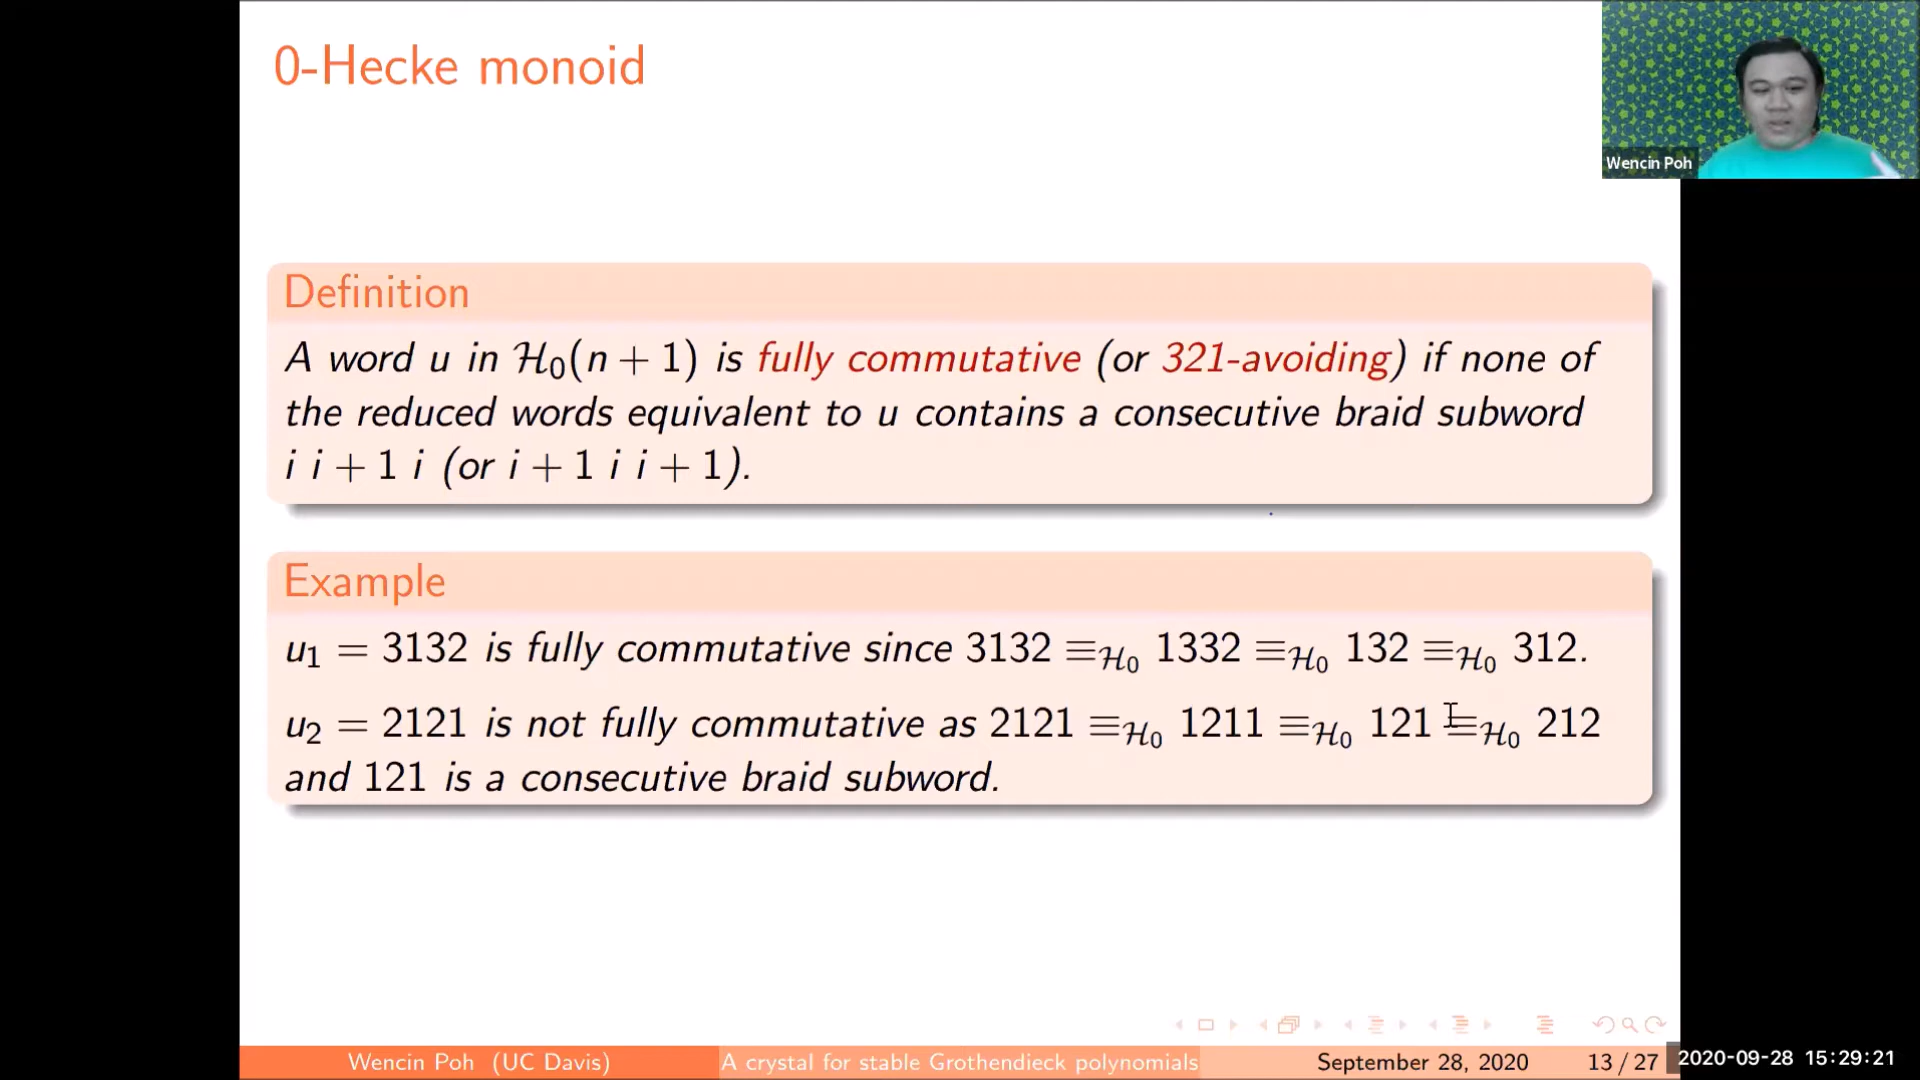 0-Hecke monoid
Wencin Poh
Definition
A word u in ℋ₀(n + 1) is fully commutative (or 321-avoiding) if none of
the reduced words equivalent to u contains a consecutive braid subword
i i + 1 i (or i + 1 i i + 1).
Example
u₁ = 3132 is fully commutative since 3132 ≡ℋ₀ 1332 ≡ℋ₀ 132 ≡ℋ₀ 312.
u₂ = 2121 is not fully commutative as 2121 ≡ℋ₀ 1211 ≡ℋ₀ 121 ≡ℋ₀ 212
and 121 is a consecutive braid subword.
Wencin Poh (UC Davis) A crystal for stable Grothendieck polynomials September 28, 2020 13 / 27 2020-09-28 15:29:21